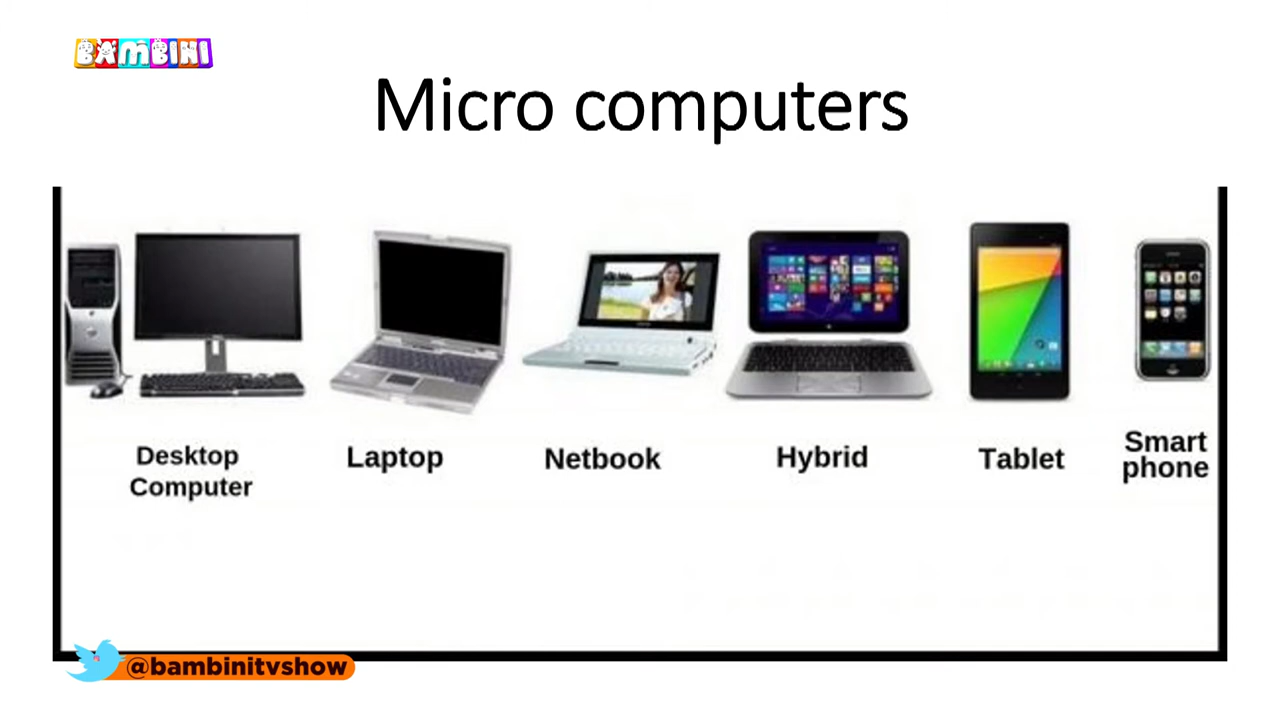 BAMBINI
Micro computers
Desktop
Computer
Laptop
Netbook
Hybrid
Tablet
Smart
phone
@bambinitvshow